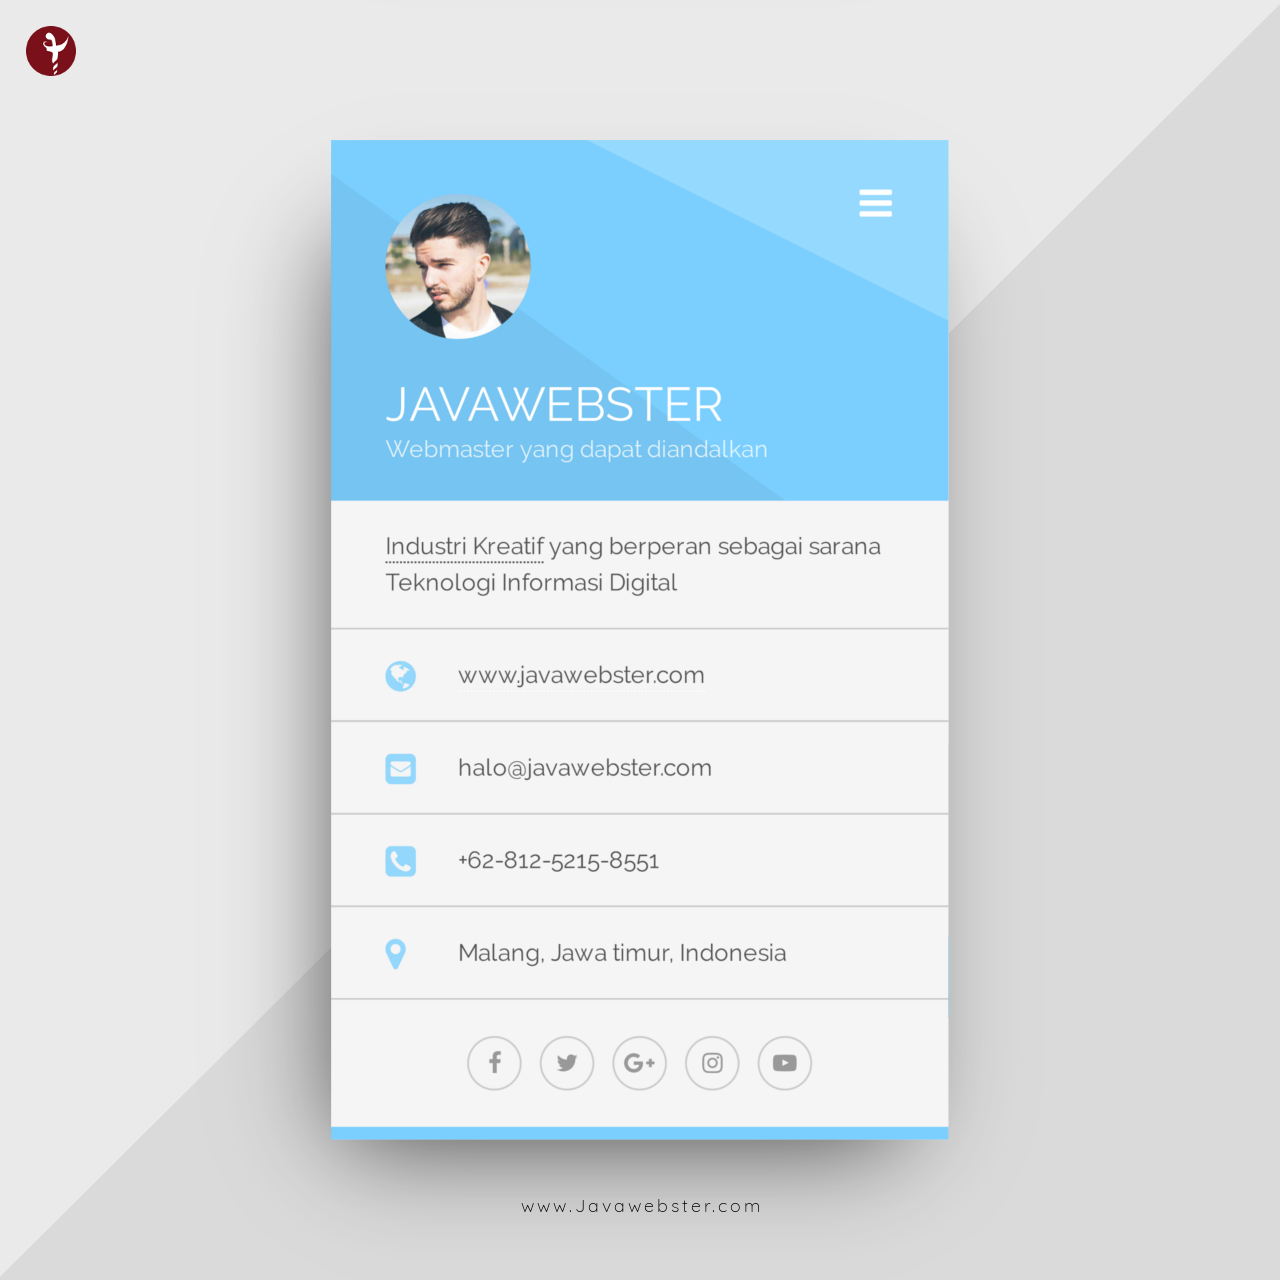 JAVAWEBSTER
Webmaster yang dapat diandalkan
Industri Kreatif yang berperan sebagai sarana
Teknologi Informasi Digital
www.javawebster.com
halo@javawebster.com
+62-812-5215-8551
Malang, Jawa timur, Indonesia
www.Javawebster.com